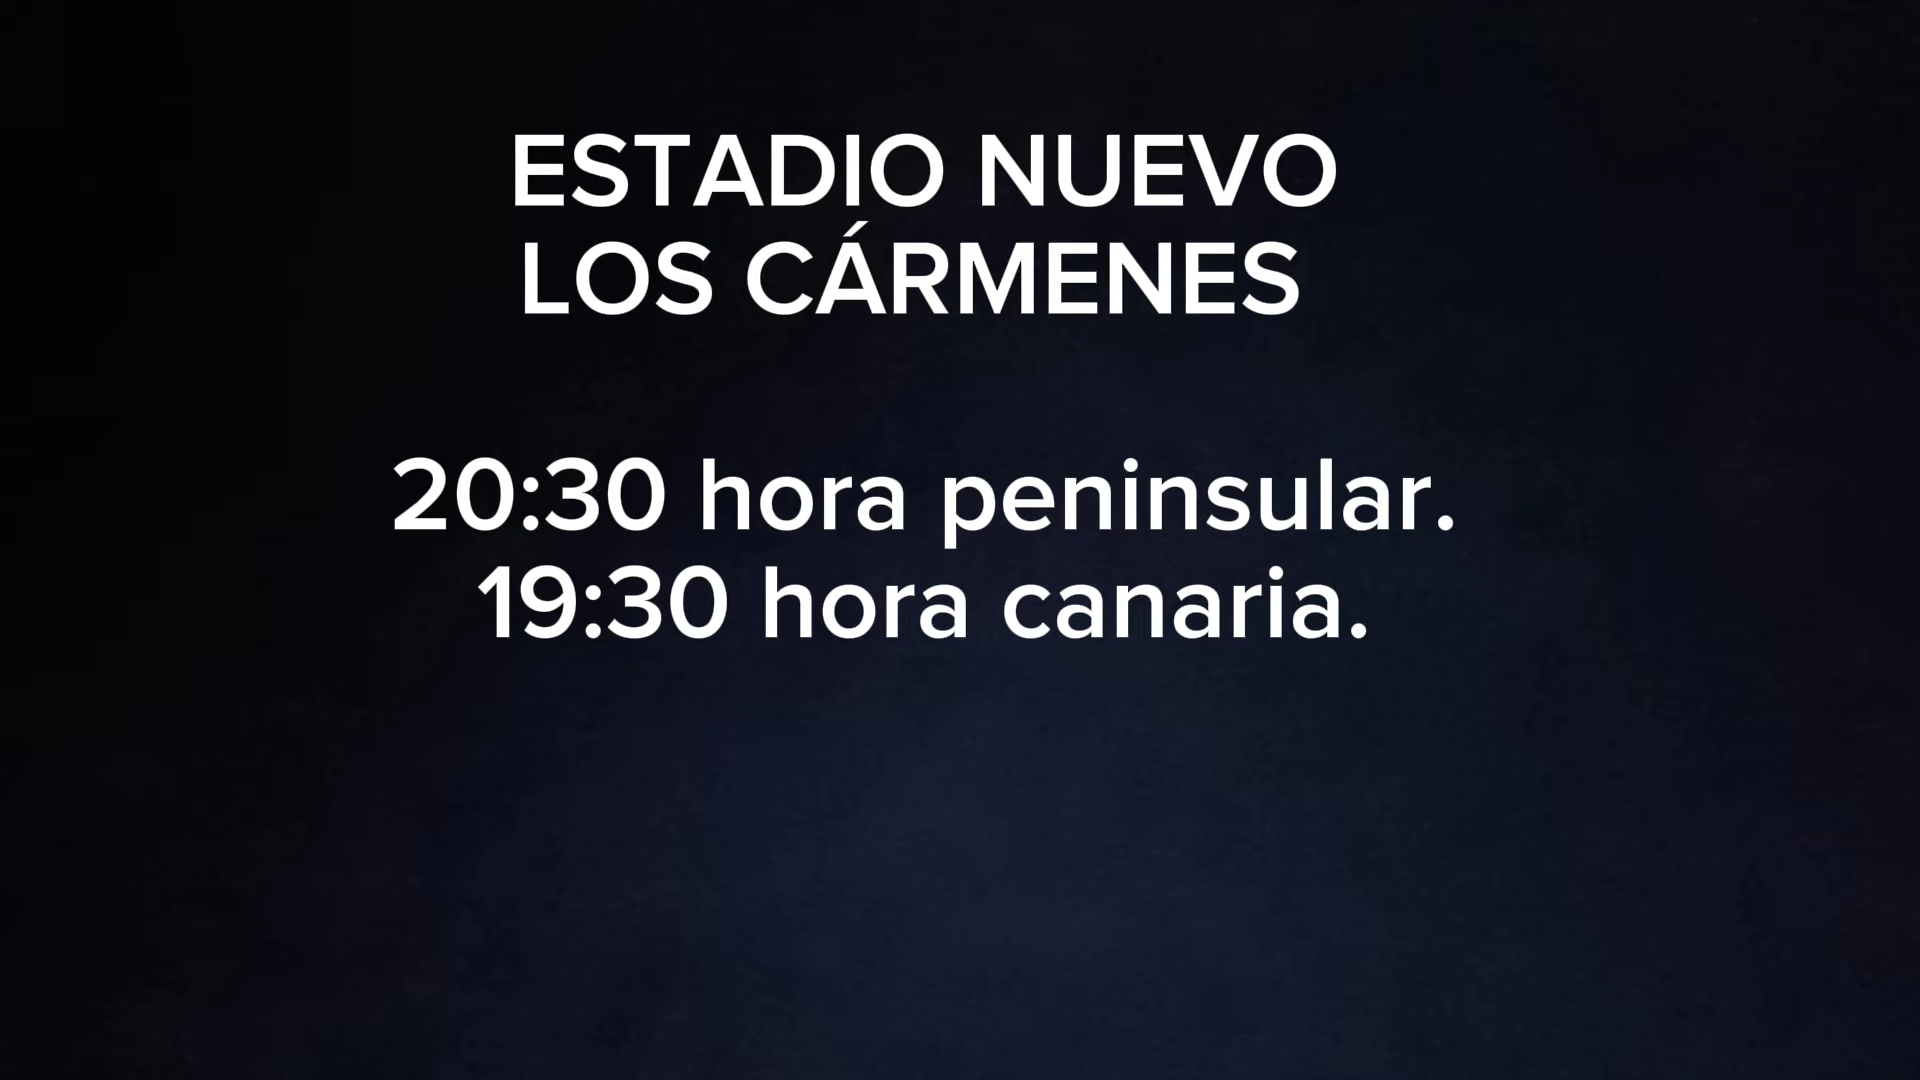 ESTADIO NUEVO
LOS CÁRMENES
20:30 hora peninsular.
19:30 hora canaria.